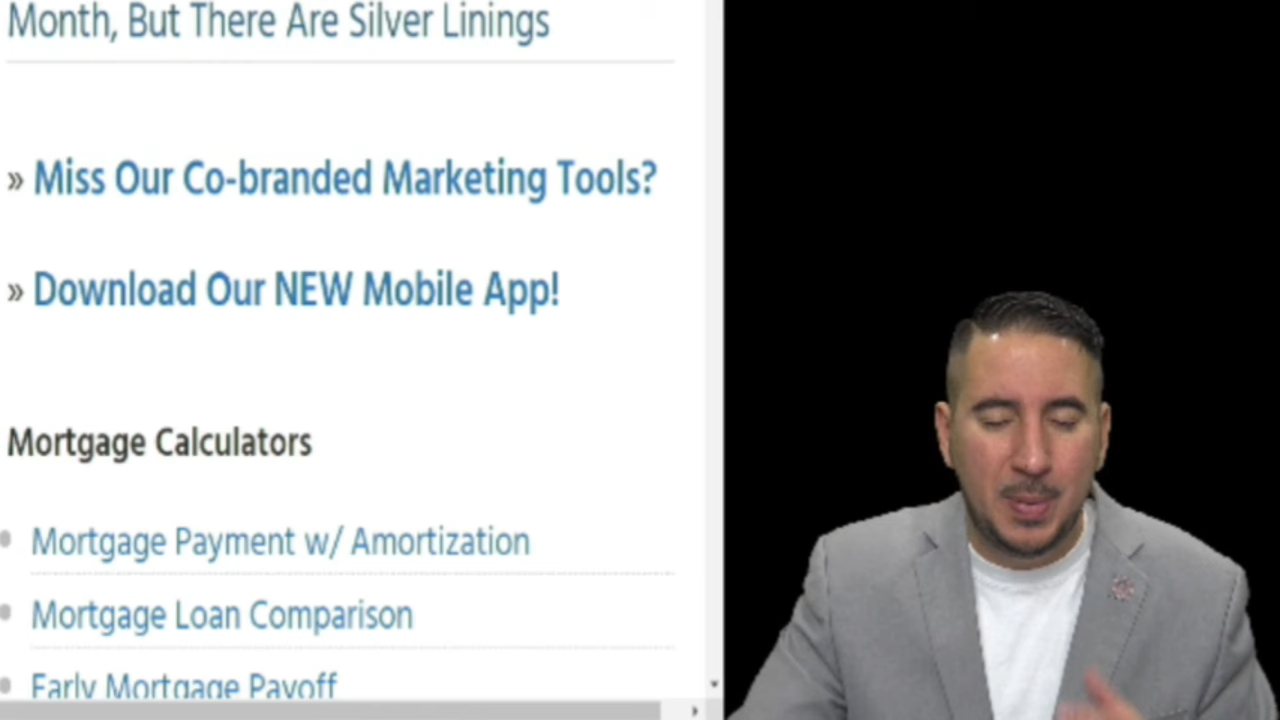 Month, But There Are Silver Linings
» Miss Our Co-branded Marketing Tools?
» Download Our NEW Mobile App!
Mortgage Calculators
Mortgage Payment w/ Amortization
Mortgage Loan Comparison
Early Mortgage Payoff